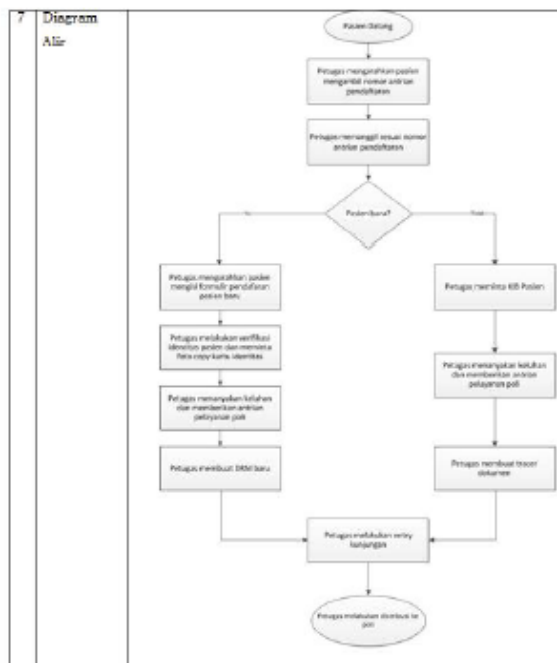 7 Diagram
Alir
Pasien Datang
Petugas mengarahkan pasien
mengambil nomor antrian
pendaftaran
Petugas memanggil sesuai nomor
antrian pendaftaran
Pasien baru?
Ya
Tidak
Petugas mengarahkan pasien
mengisi formulir pendaftaran
pasien baru
Petugas meminta KIB Pasien
Petugas melakukan verifikasi
identitas pasien dan meminta
foto copy kartu identitas
Petugas menanyakan keluhan
dan memberikan antrian
pelayanan poli
Petugas menanyakan keluhan
dan memberikan antrian
pelayanan poli
Petugas membuat DRM baru
Petugas membuat tracer
dokumen
Petugas melakukan entry
kunjungan
Petugas melakukan distribusi ke
poli